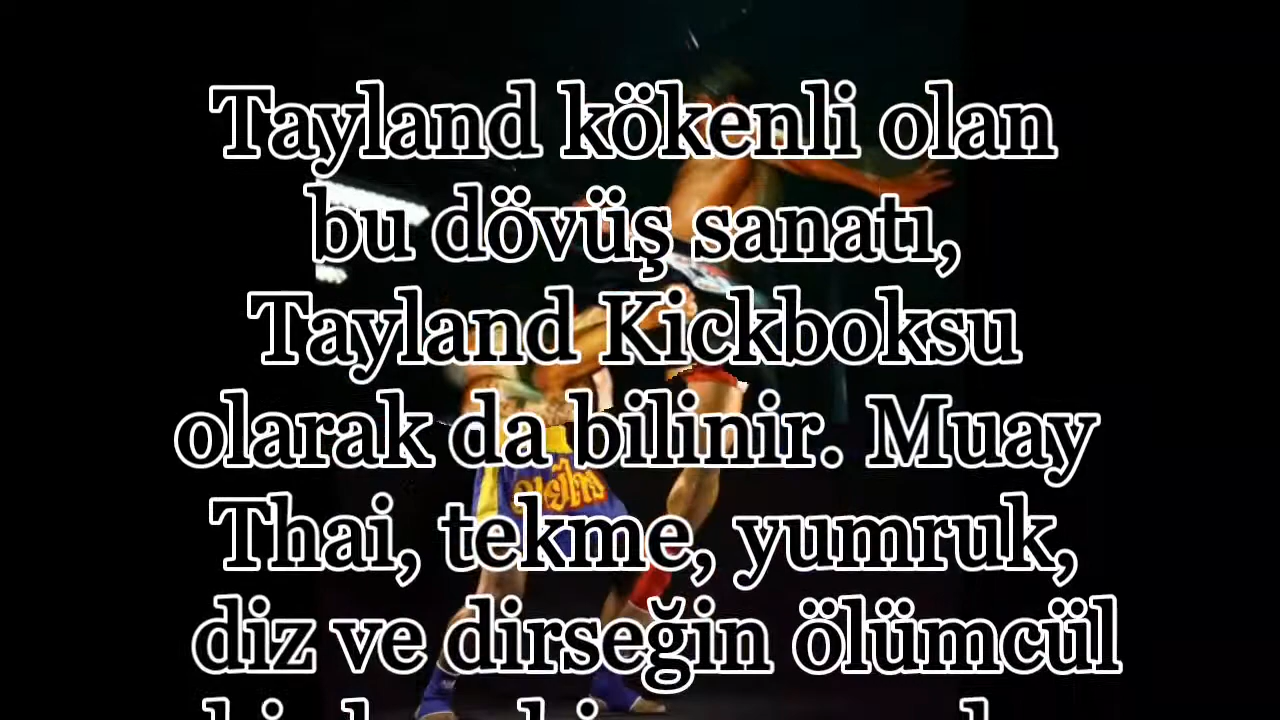 Tayland kökenli olan
bu dövüş sanatı,
Tayland Kickboksu
olarak da bilinir. Muay
Thai, tekme, yumruk,
diz ve dirseğin ölümcül